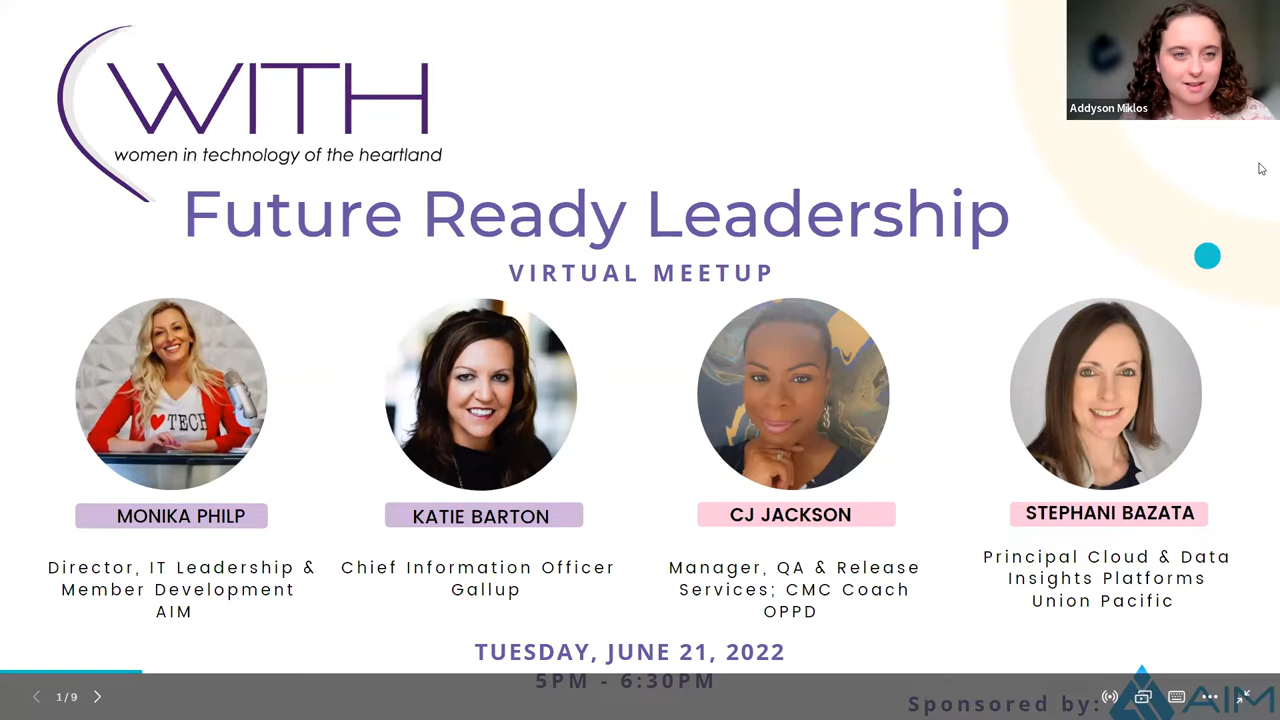 WITH
women in technology of the heartland
Addyson Miklos
Future Ready Leadership
VIRTUAL MEETUP
TECH
MONIKA PHILP
KATIE BARTON
CJ JACKSON
STEPHANI BAZATA
Director, IT Leadership &
Member Development
AIM
Chief Information Officer
Gallup
Manager, QA & Release
Services; CMC Coach
OPPD
Principal Cloud & Data
Insights Platforms
Union Pacific
TUESDAY, JUNE 21, 2022
5PM - 6:30PM
1/9
Sponsored by:
AIM